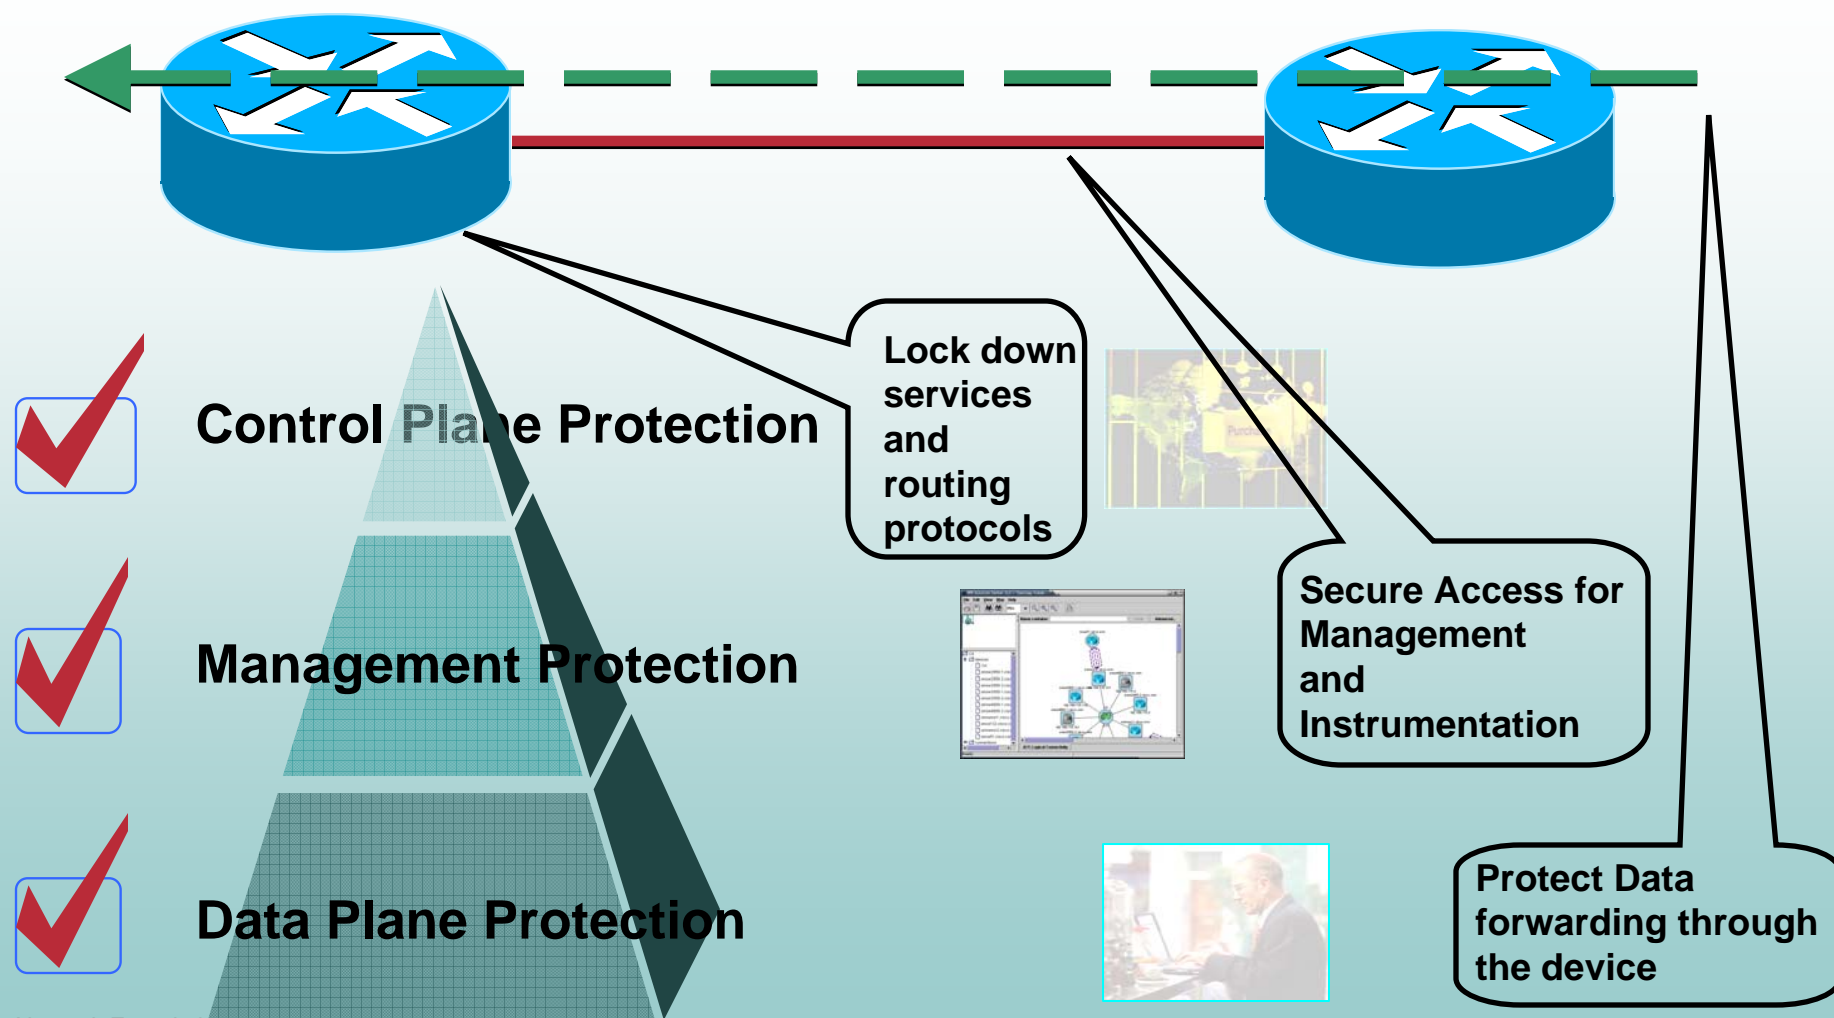 Control Plane Protection
Lock down
services
and
routing
protocols
Management Protection
Secure Access for
Management
and
Instrumentation
Data Plane Protection
Protect Data
forwarding through
the device